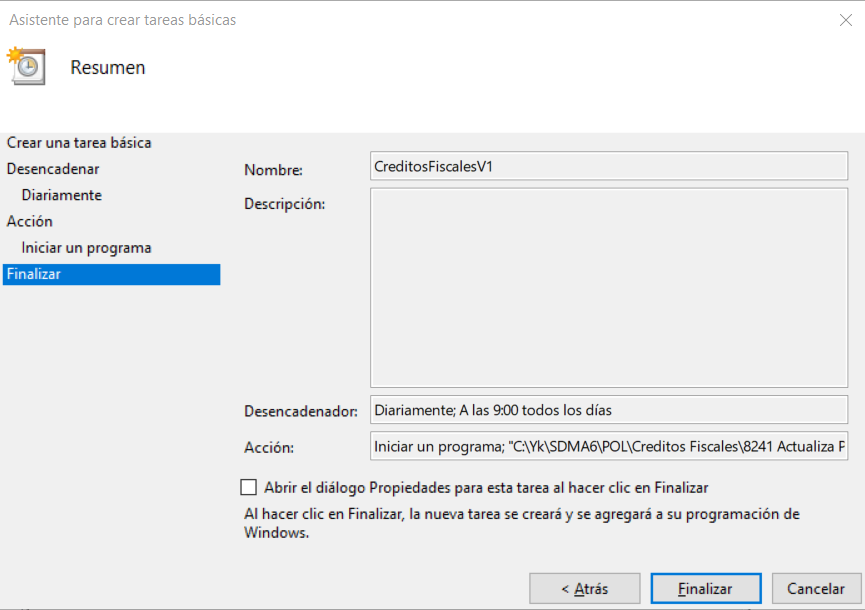 Asistente para crear tareas básicas
Resumen
Crear una tarea básica
Desencadenar
Diariamente
Acción
Iniciar un programa
Finalizar
Nombre:
CreditosFiscalesV1
Descripción:
Desencadenador:
Diariamente; A las 9:00 todos los días
Acción:
Iniciar un programa; "C:\Yk\SDMA6\POL\Creditos Fiscales\8241 Actualiza P
Abrir el diálogo Propiedades para esta tarea al hacer clic en Finalizar
Al hacer clic en Finalizar, la nueva tarea se creará y se agregará a su programación de
Windows.
< Atrás
Finalizar
Cancelar